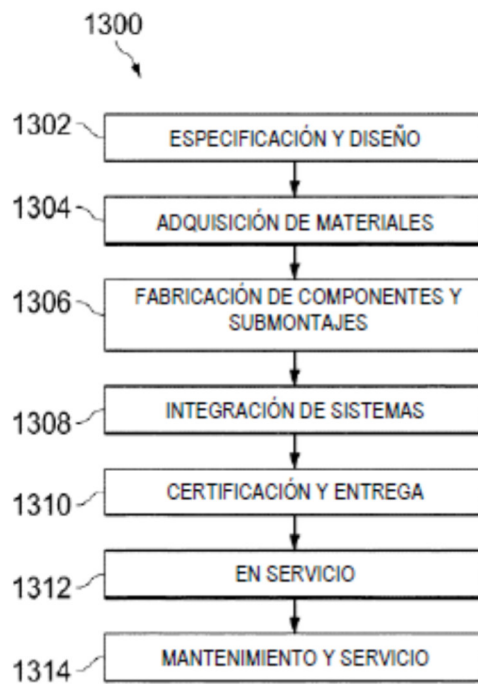 1300
1302
ESPECIFICACIÓN Y DISEÑO
1304
ADQUISICIÓN DE MATERIALES
1306
FABRICACIÓN DE COMPONENTES Y
SUBMONTAJES
1308
INTEGRACIÓN DE SISTEMAS
1310
CERTIFICACIÓN Y ENTREGA
1312
EN SERVICIO
1314
MANTENIMIENTO Y SERVICIO